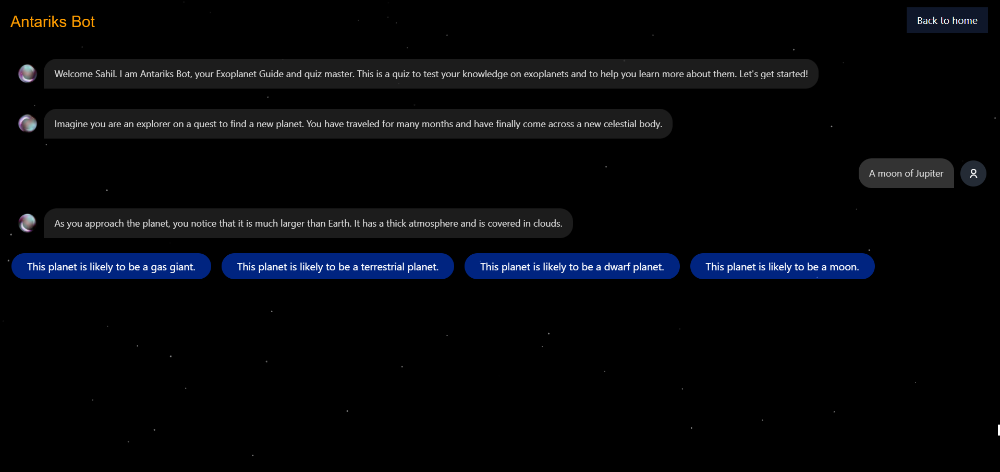 Antariks Bot
Back to home
Welcome Sahil. I am Antariks Bot, your Exoplanet Guide and quiz master. This is a quiz to test your knowledge on exoplanets and to help you learn more about them. Let's get started!
Imagine you are an explorer on a quest to find a new planet. You have traveled for many months and have finally come across a new celestial body.
A moon of Jupiter
As you approach the planet, you notice that it is much larger than Earth. It has a thick atmosphere and is covered in clouds.
This planet is likely to be a gas giant.
This planet is likely to be a terrestrial planet.
This planet is likely to be a dwarf planet.
This planet is likely to be a moon.